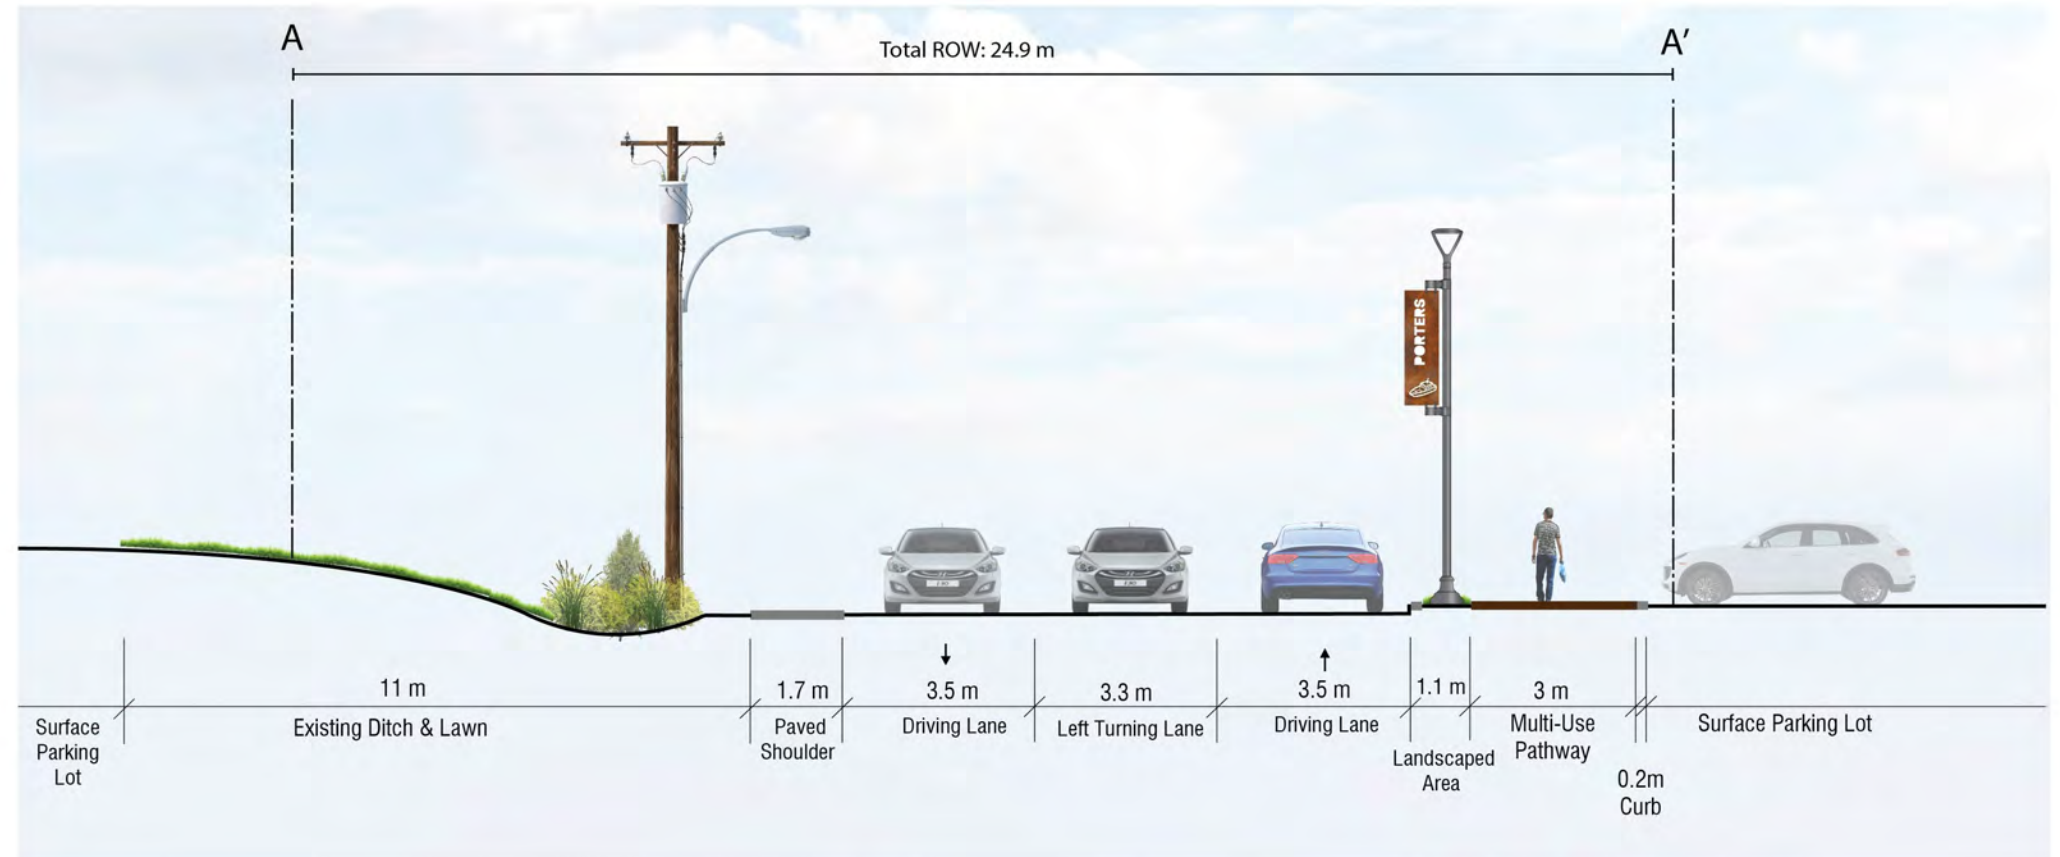 A
Total ROW: 24.9 m
A’
PORTERS
11 m
1.7 m
3.5 m
3.3 m
3.5 m
1.1 m
3 m
Surface
Parking
Lot
Existing Ditch & Lawn
Paved
Shoulder
Driving Lane
Left Turning Lane
Driving Lane
Landscaped
Area
Multi-Use
Pathway
0.2m
Curb
Surface Parking Lot